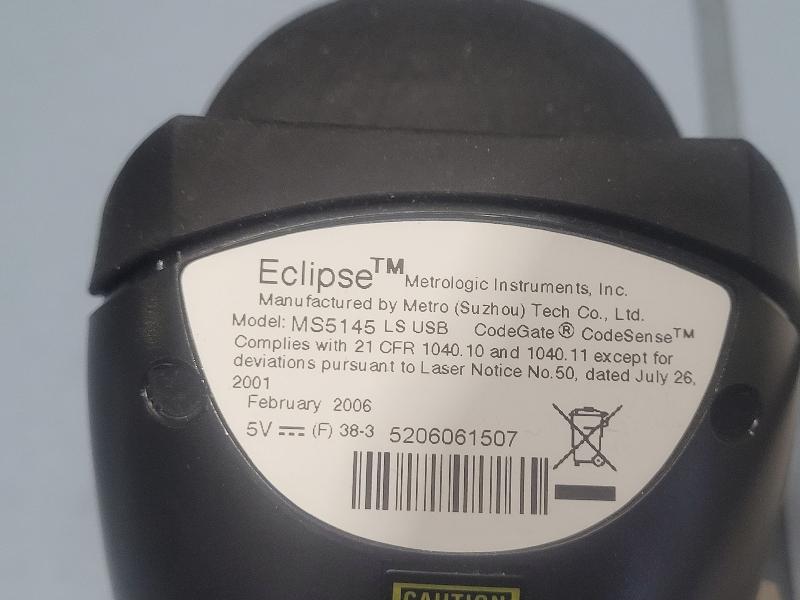 Eclipse™ Metrologic Instruments, Inc.
Manufactured by Metro (Suzhou) Tech Co., Ltd.
Model: MS5145 LS USB CodeGate® CodeSense™
Complies with 21 CFR 1040.10 and 1040.11 except for
deviations pursuant to Laser Notice No.50, dated July 26,
2001
February 2006
5V (F) 38-3 5206061507
CAUTION